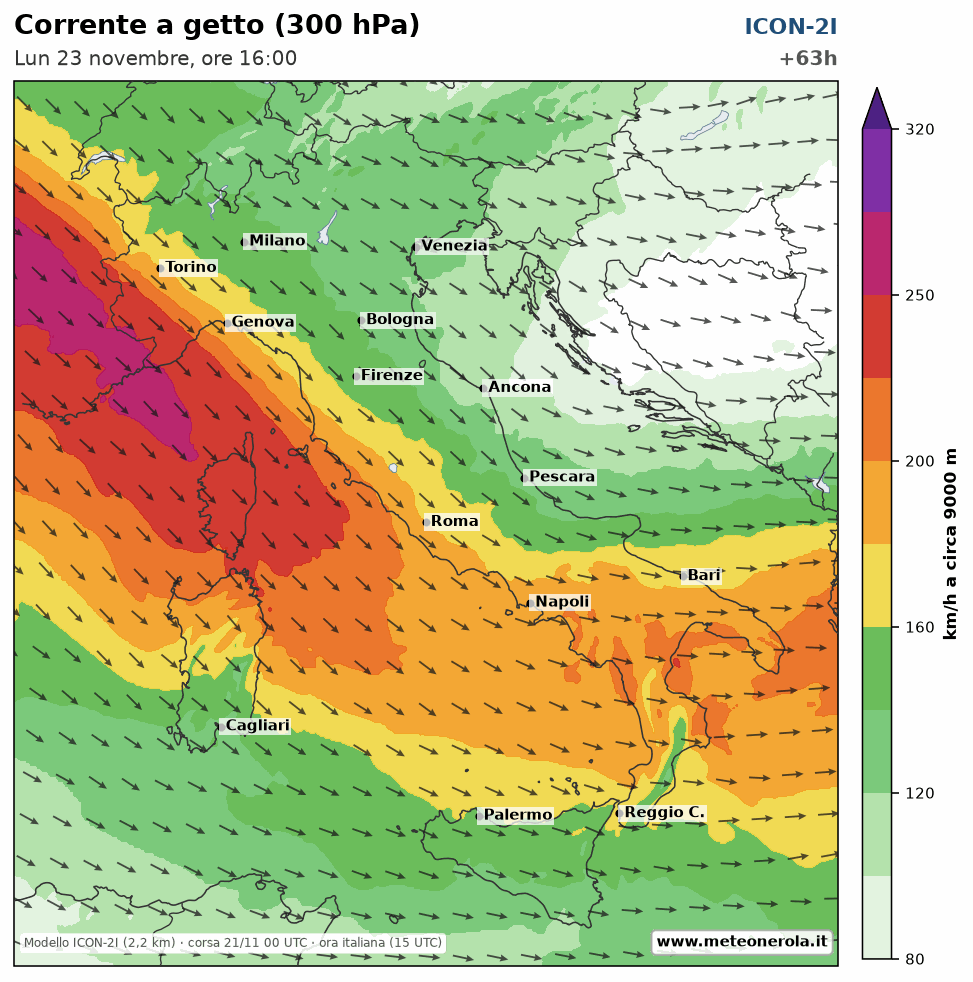 Corrente a getto (300 hPa)
ICON-2I
Lun 23 novembre, ore 16:00
+63h
320
Milano
Venezia
Torino
250
Genova
Bologna
Firenze
Ancona
200
Pescara
Roma
km/h a circa 9000 m
Bari
Napoli
160
Cagliari
120
Palermo
Reggio C.
Modello ICON-2I (2,2 km) · corsa 21/11 00 UTC · ora italiana (15 UTC)
www.meteonerola.it
80